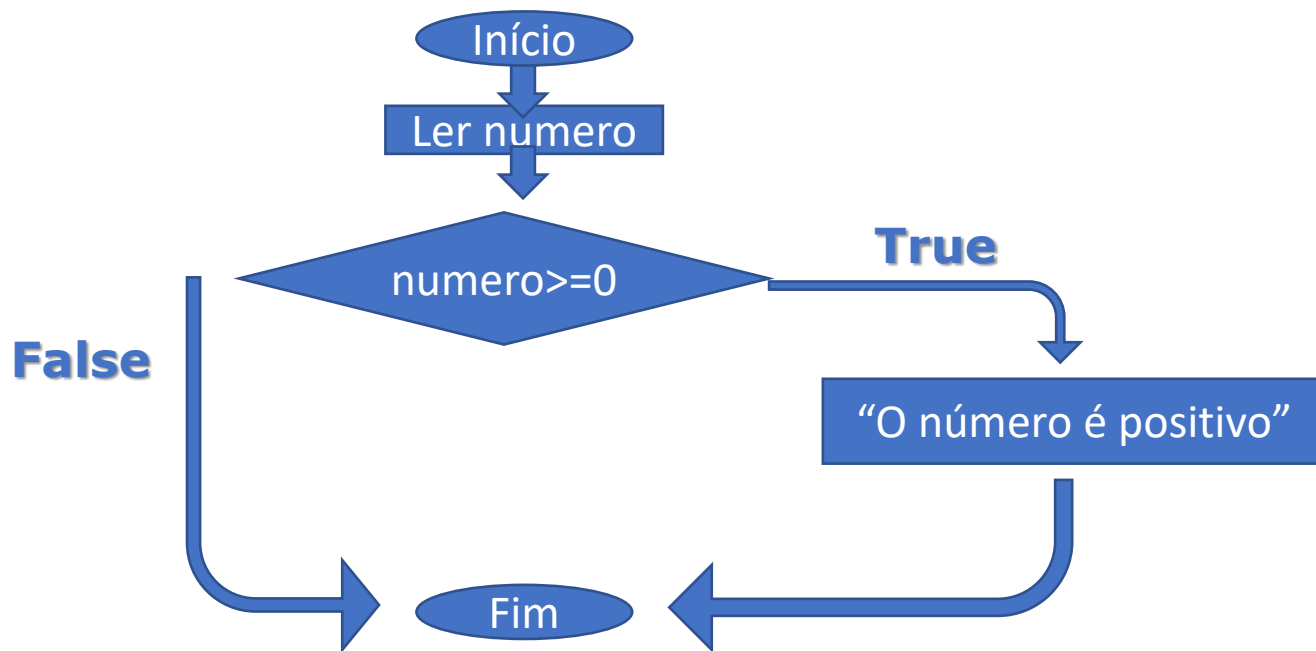 Início
Ler numero
numero>=0
True
False
“O número é positivo”
Fim